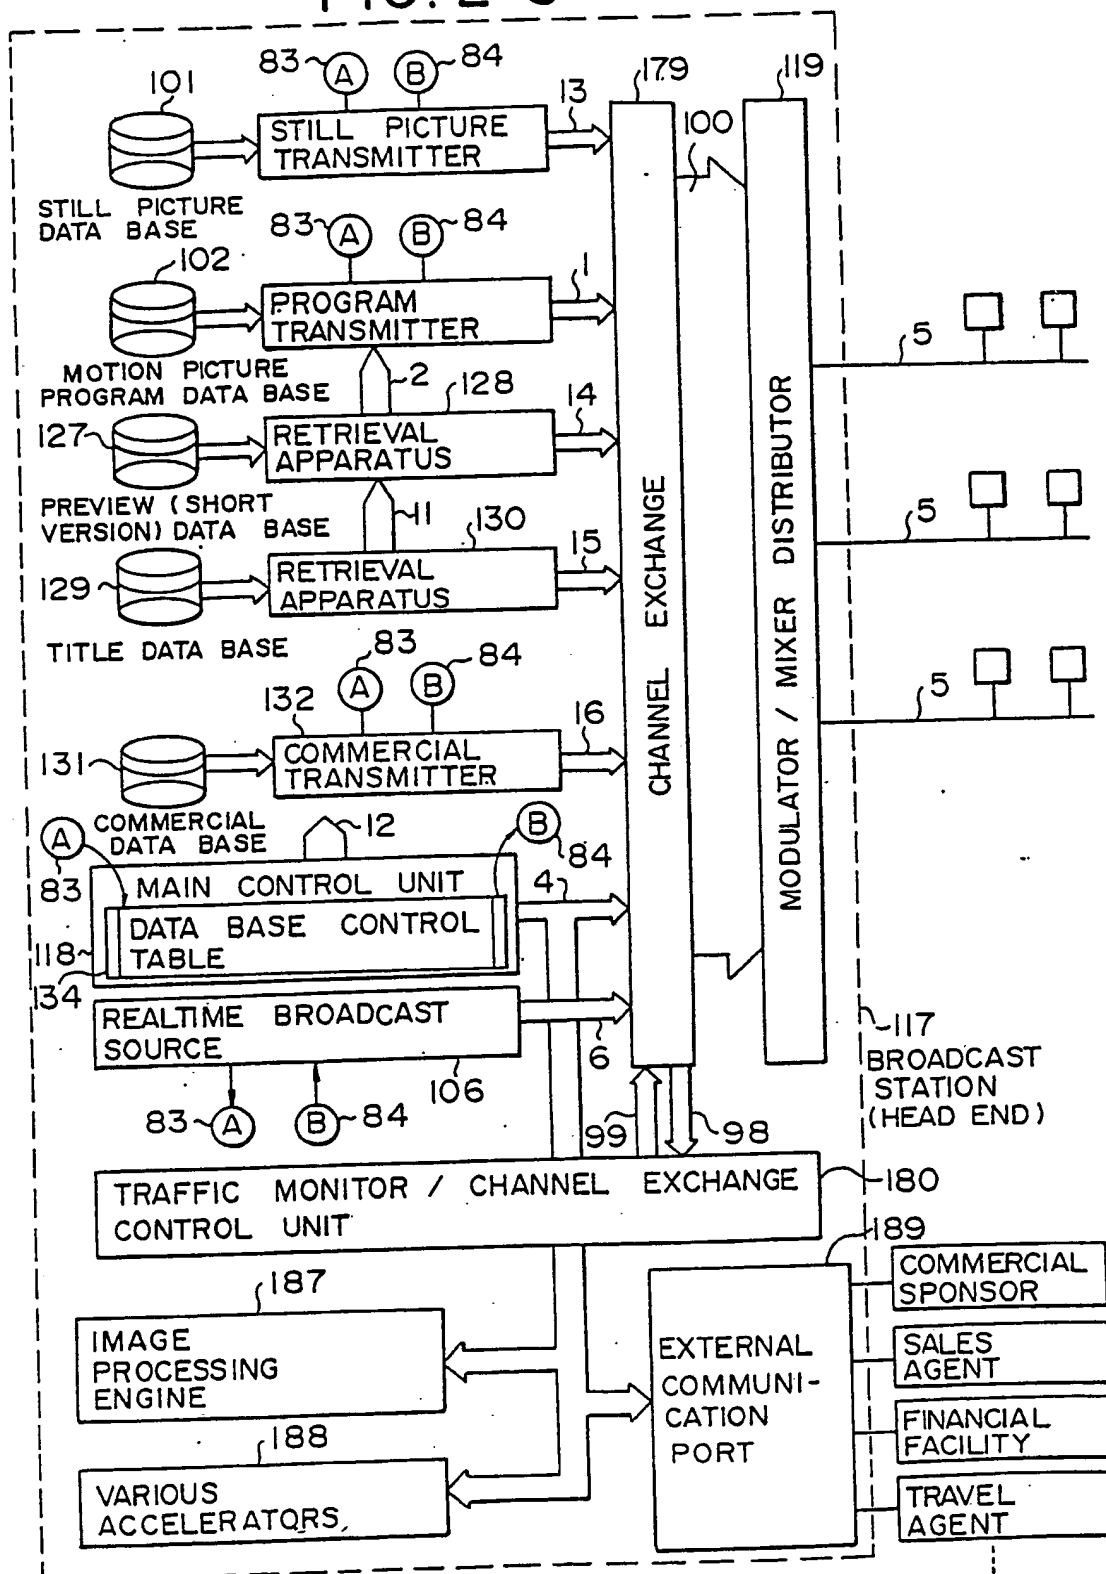 83 A B 84
179
119
101
STILL PICTURE
TRANSMITTER
13
100
STILL PICTURE
DATA BASE
83 A B 84
102
PROGRAM
TRANSMITTER
1
5
MOTION PICTURE
PROGRAM DATA BASE
2
128
14
127
RETRIEVAL
APPARATUS
PREVIEW (SHORT
VERSION) DATA BASE
11
130
15
5
129
RETRIEVAL
APPARATUS
TITLE DATA BASE
83 A B 84
132
16
5
131
COMMERCIAL
TRANSMITTER
COMMERCIAL
DATA BASE
12
CHANNEL EXCHANGE
MODULATOR / MIXER DISTRIBUTOR
A
83
B
84
MAIN CONTROL UNIT
4
DATA BASE CONTROL
TABLE
118
134
REALTIME BROADCAST
SOURCE
6
106
117
BROADCAST
STATION
(HEAD END)
83 A B 84
99
98
TRAFFIC MONITOR / CHANNEL EXCHANGE
CONTROL UNIT
180
189
187
IMAGE
PROCESSING
ENGINE
EXTERNAL
COMMUNI-
CATION
PORT
COMMERCIAL
SPONSOR
SALES
AGENT
FINANCIAL
FACILITY
TRAVEL
AGENT
188
VARIOUS
ACCELERATORS